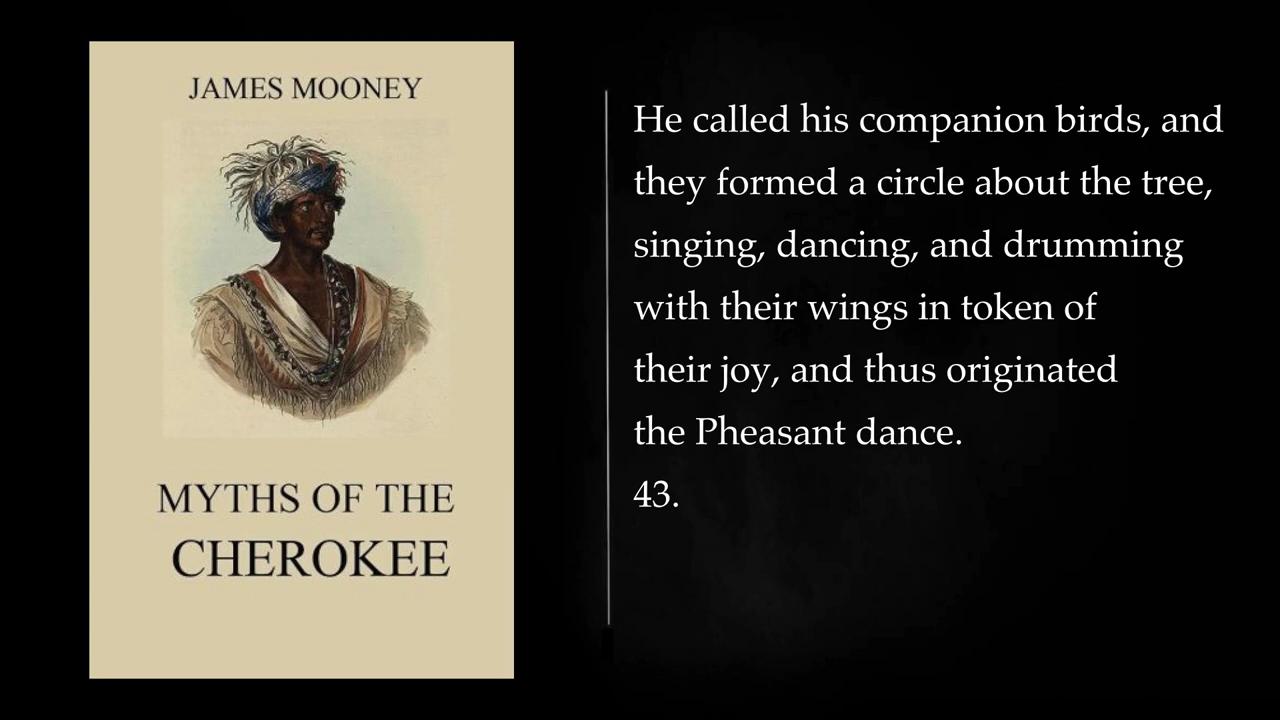 JAMES MOONEY
MYTHS OF THE
CHEROKEE
He called his companion birds, and
they formed a circle about the tree,
singing, dancing, and drumming
with their wings in token of
their joy, and thus originated
the Pheasant dance.
43.